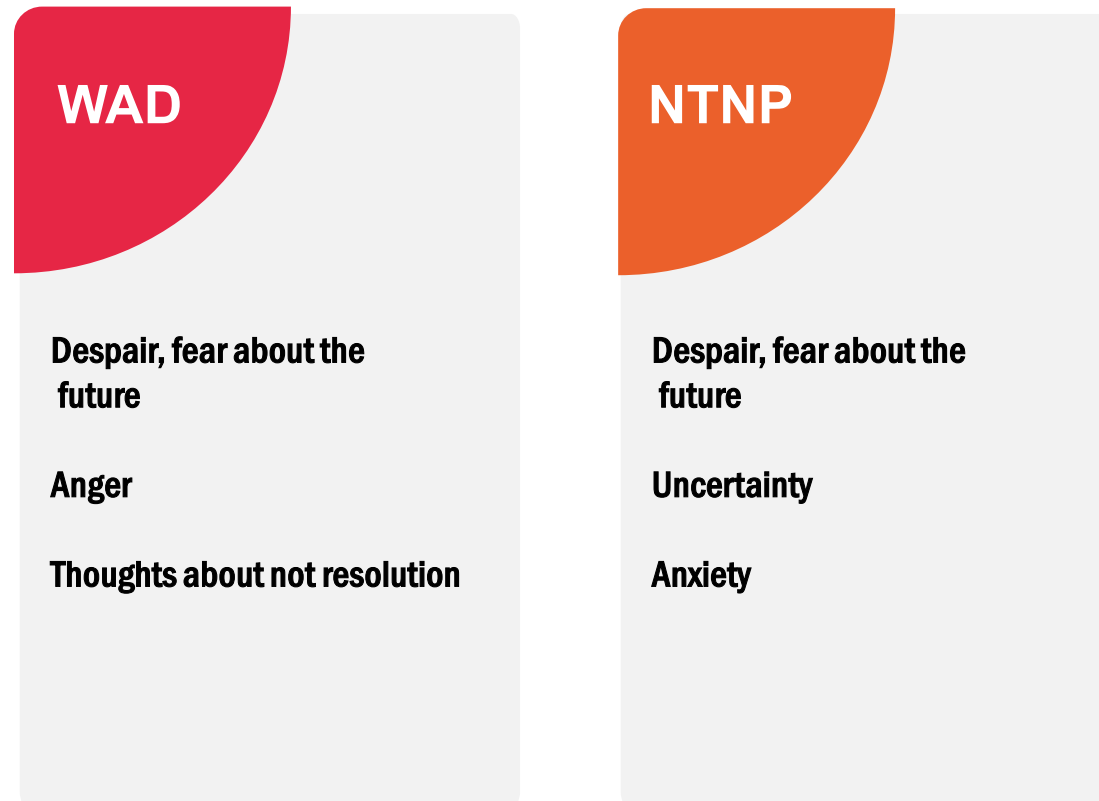 WAD
Despair, fear about the
future
Anger
Thoughts about not resolution
NTNP
Despair, fear about the
future
Uncertainty
Anxiety